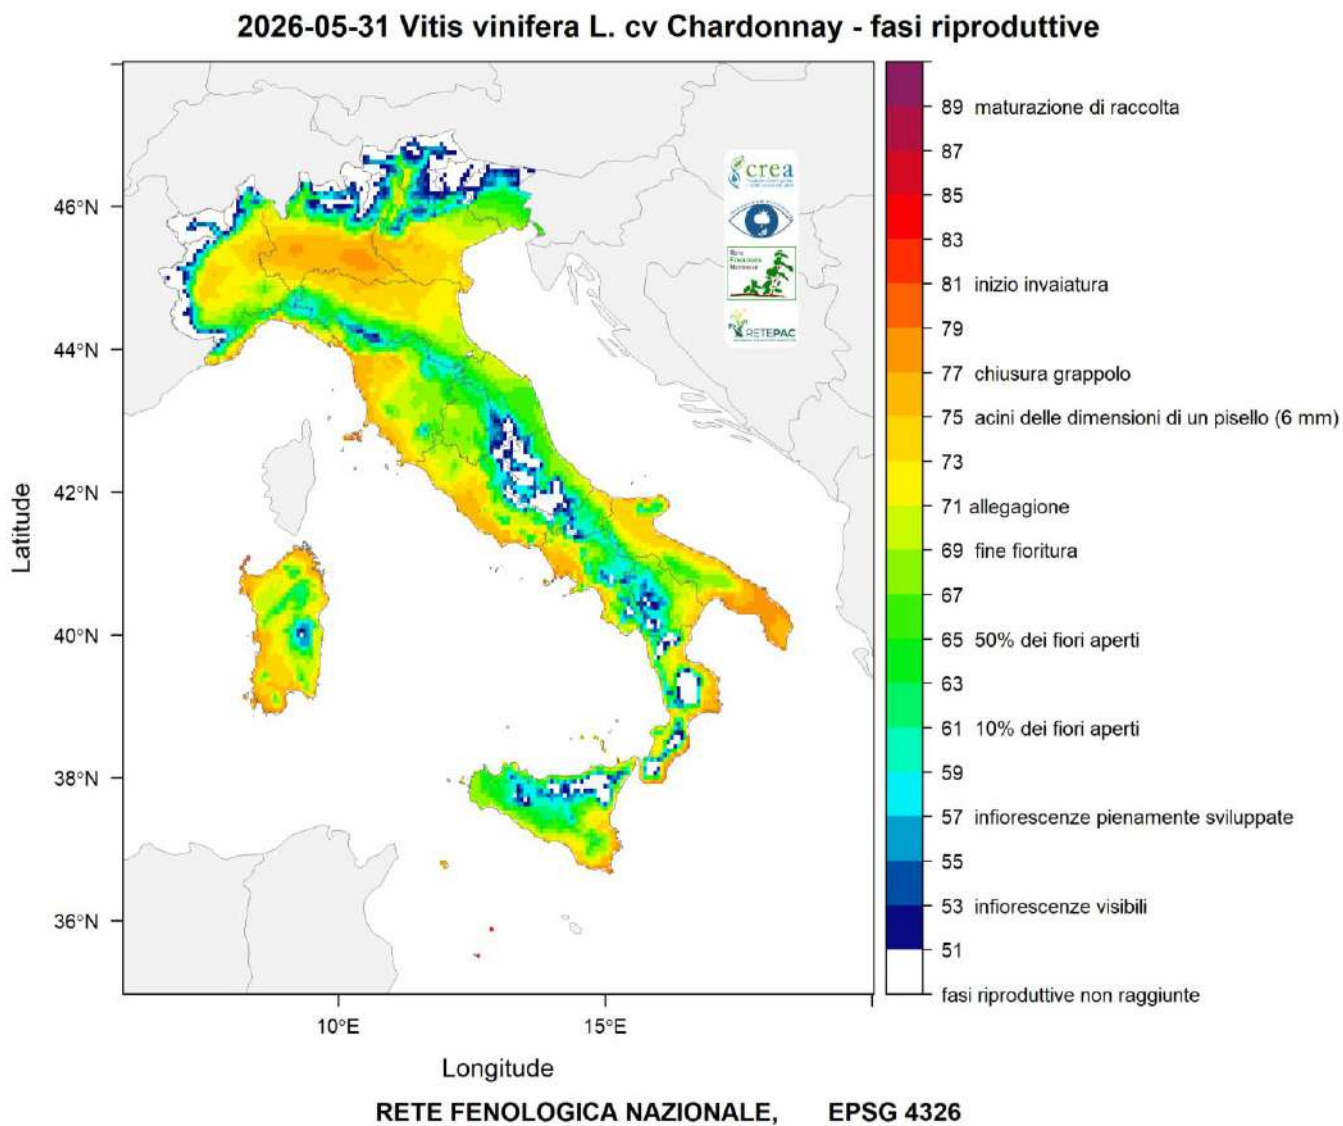 2026-05-31 Vitis vinifera L. cv Chardonnay - fasi riproduttive
46°N
44°N
42°N
40°N
38°N
36°N
Latitude
10°E
15°E
Longitude
crea
RETE
FENOLOGICA
NAZIONALE
RETEPAC
89 maturazione di raccolta
87
85
83
81 inizio invaiatura
79
77 chiusura grappolo
75 acini delle dimensioni di un pisello (6 mm)
73
71 allegagione
69 fine fioritura
67
65 50% dei fiori aperti
63
61 10% dei fiori aperti
59
57 infiorescenze pienamente sviluppate
55
53 infiorescenze visibili
51
fasi riproduttive non raggiunte
RETE FENOLOGICA NAZIONALE, EPSG 4326